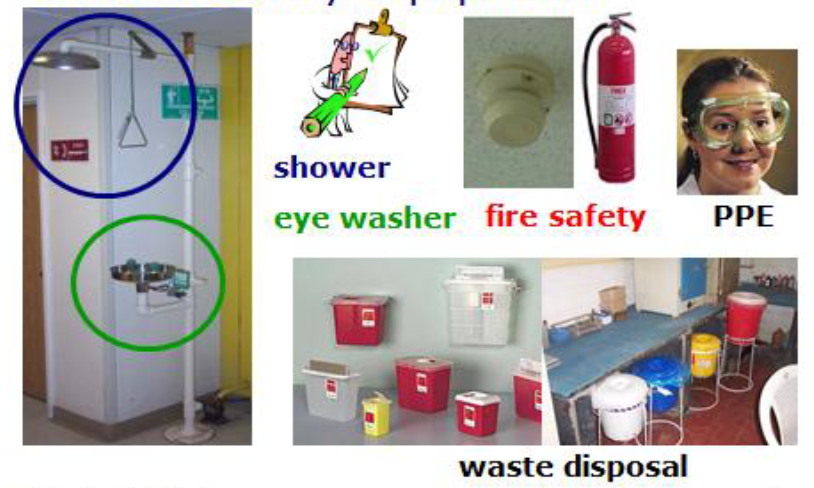 shower
eye washer
fire safety
PPE
waste disposal